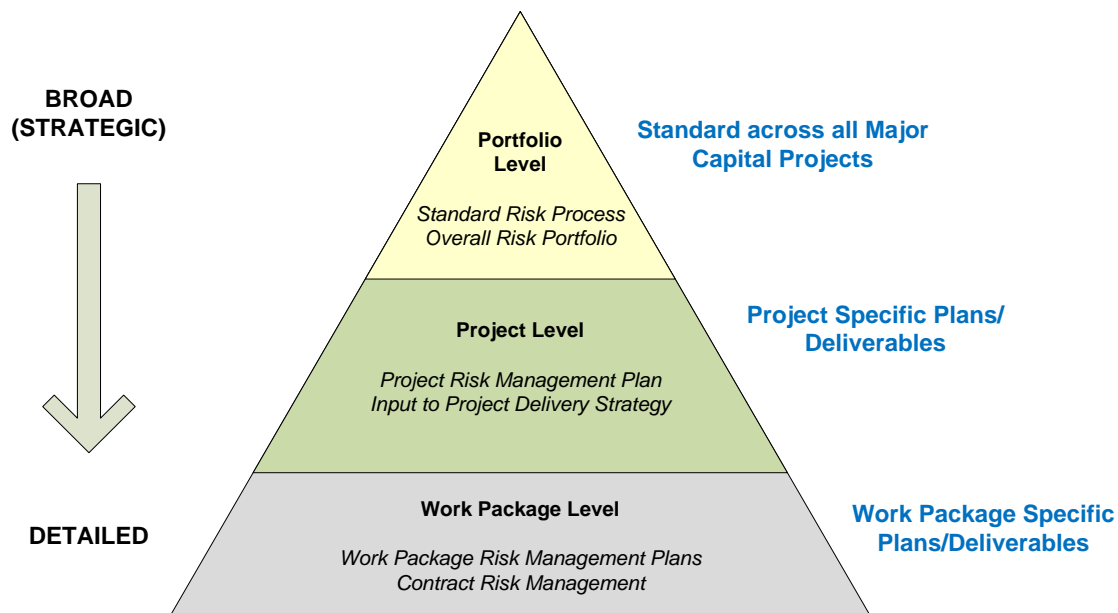 BROAD
(STRATEGIC)
Portfolio
Level
Standard Risk Process
Overall Risk Portfolio
Standard across all Major
Capital Projects
Project Level
Project Risk Management Plan
Input to Project Delivery Strategy
Project Specific Plans/
Deliverables
DETAILED
Work Package Level
Work Package Risk Management Plans
Contract Risk Management
Work Package Specific
Plans/Deliverables